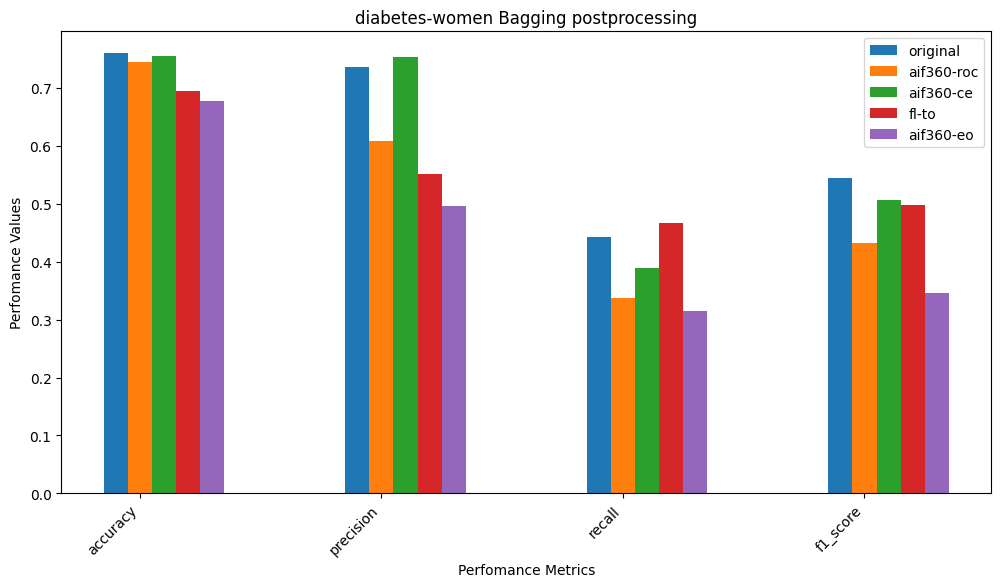 diabetes-women Bagging postprocessing
original
aif360-roc
aif360-ce
fl-to
aif360-eo
Perfomance Values
0.7
0.6
0.5
0.4
0.3
0.2
0.1
0.0
accuracy
precision
recall
f1_score
Perfomance Metrics